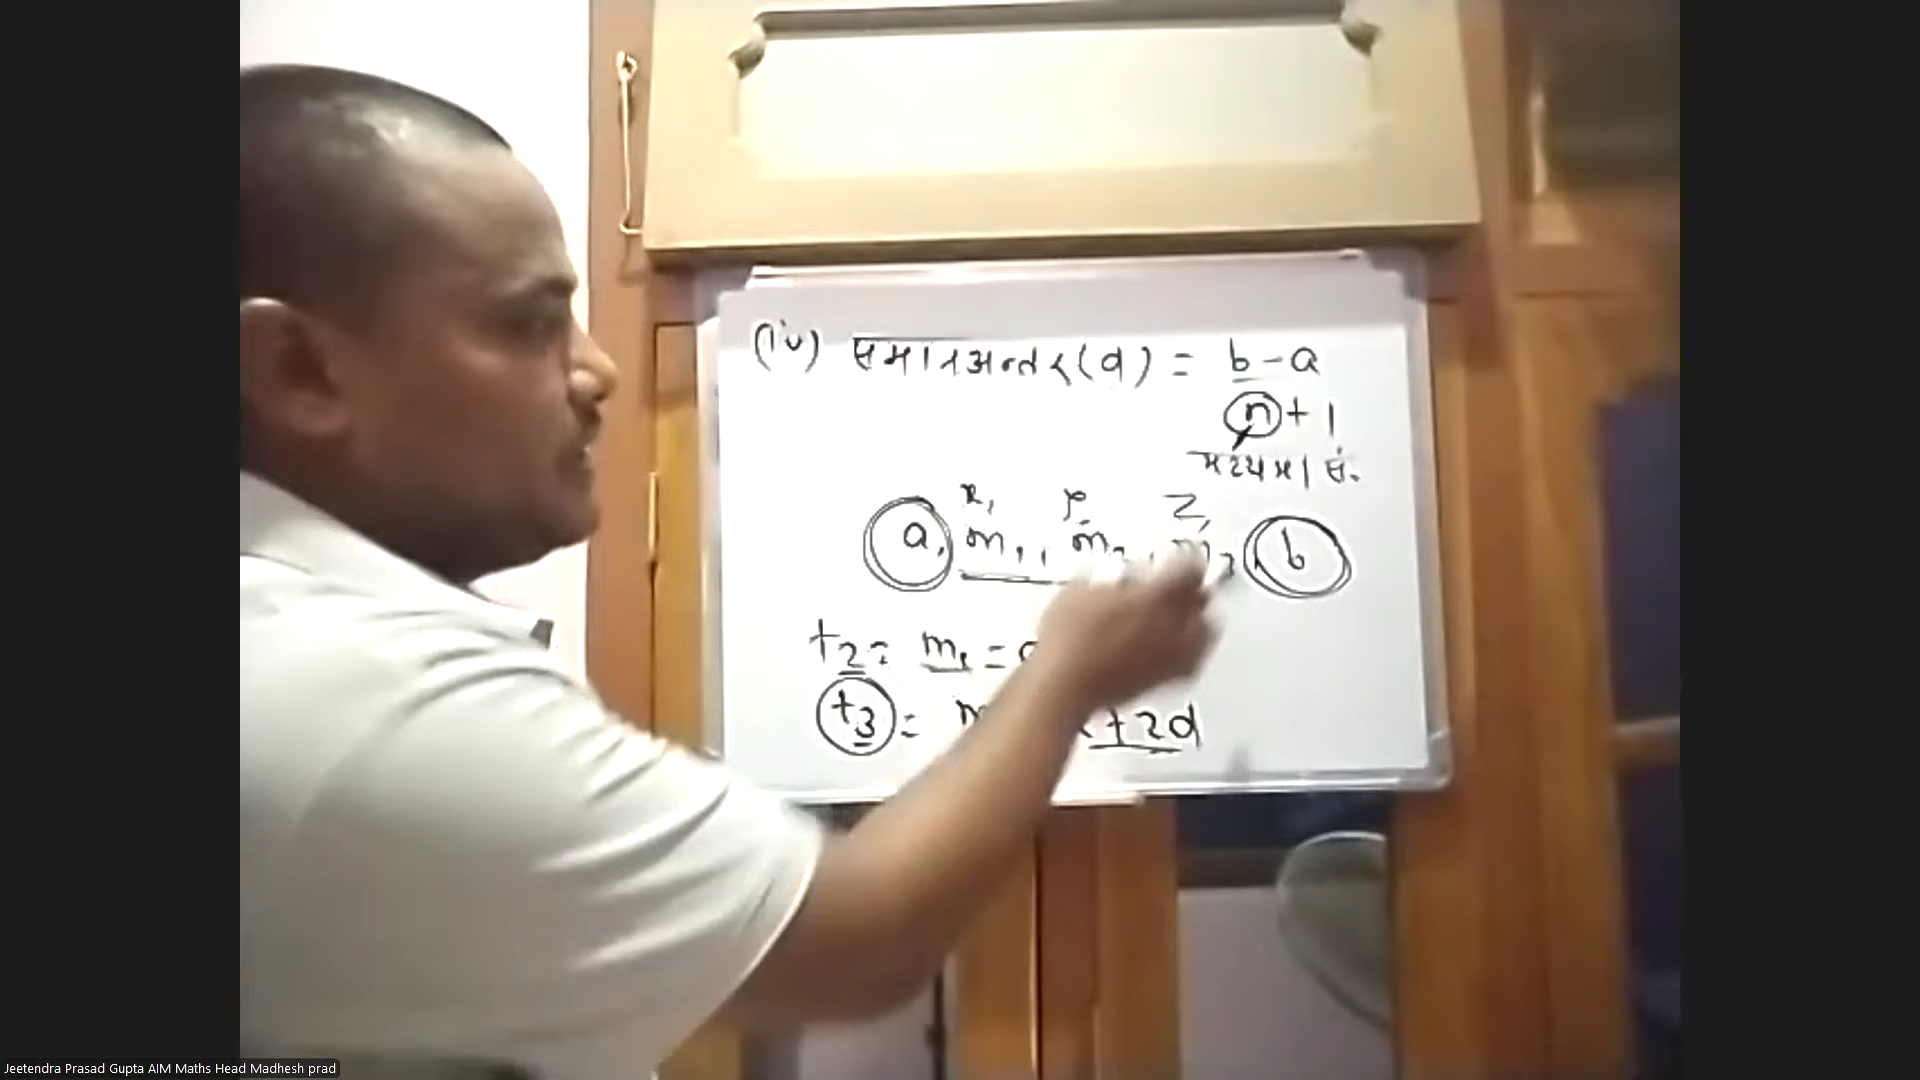 (iv) समानअन्तर (d) = b - a
n + 1
मध्यमा सं.
x, y, z,
a, m₁, m₂, m₃, b
t₂ = m₁ =
t₃ = + 2d
Jeetendra Prasad Gupta AIM Maths Head Madhesh prad